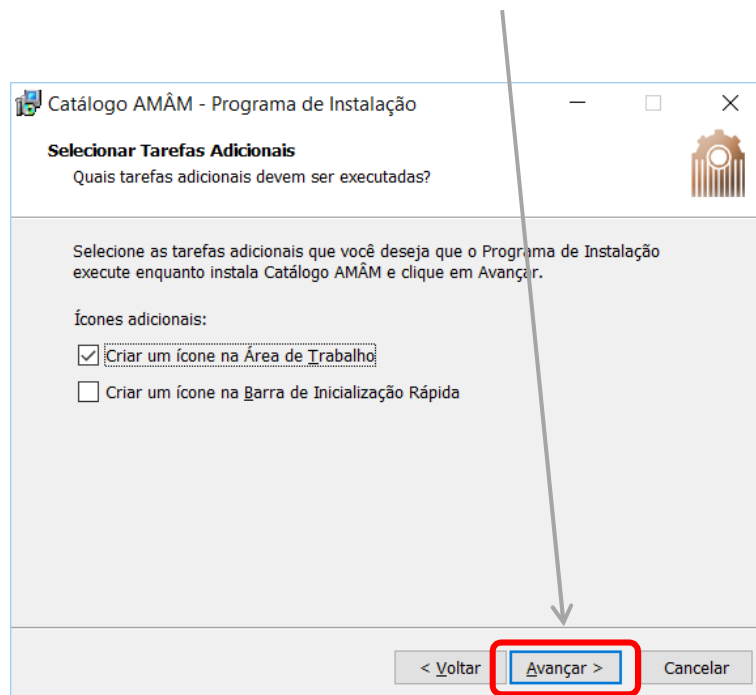 Catálogo AMÂM - Programa de Instalação
Selecionar Tarefas Adicionais
Quais tarefas adicionais devem ser executadas?
Selecione as tarefas adicionais que você deseja que o Programa de Instalação
execute enquanto instala Catálogo AMÂM e clique em Avançar.
Ícones adicionais:
Criar um ícone na Área de Trabalho
Criar um ícone na Barra de Inicialização Rápida
< Voltar Avançar > Cancelar